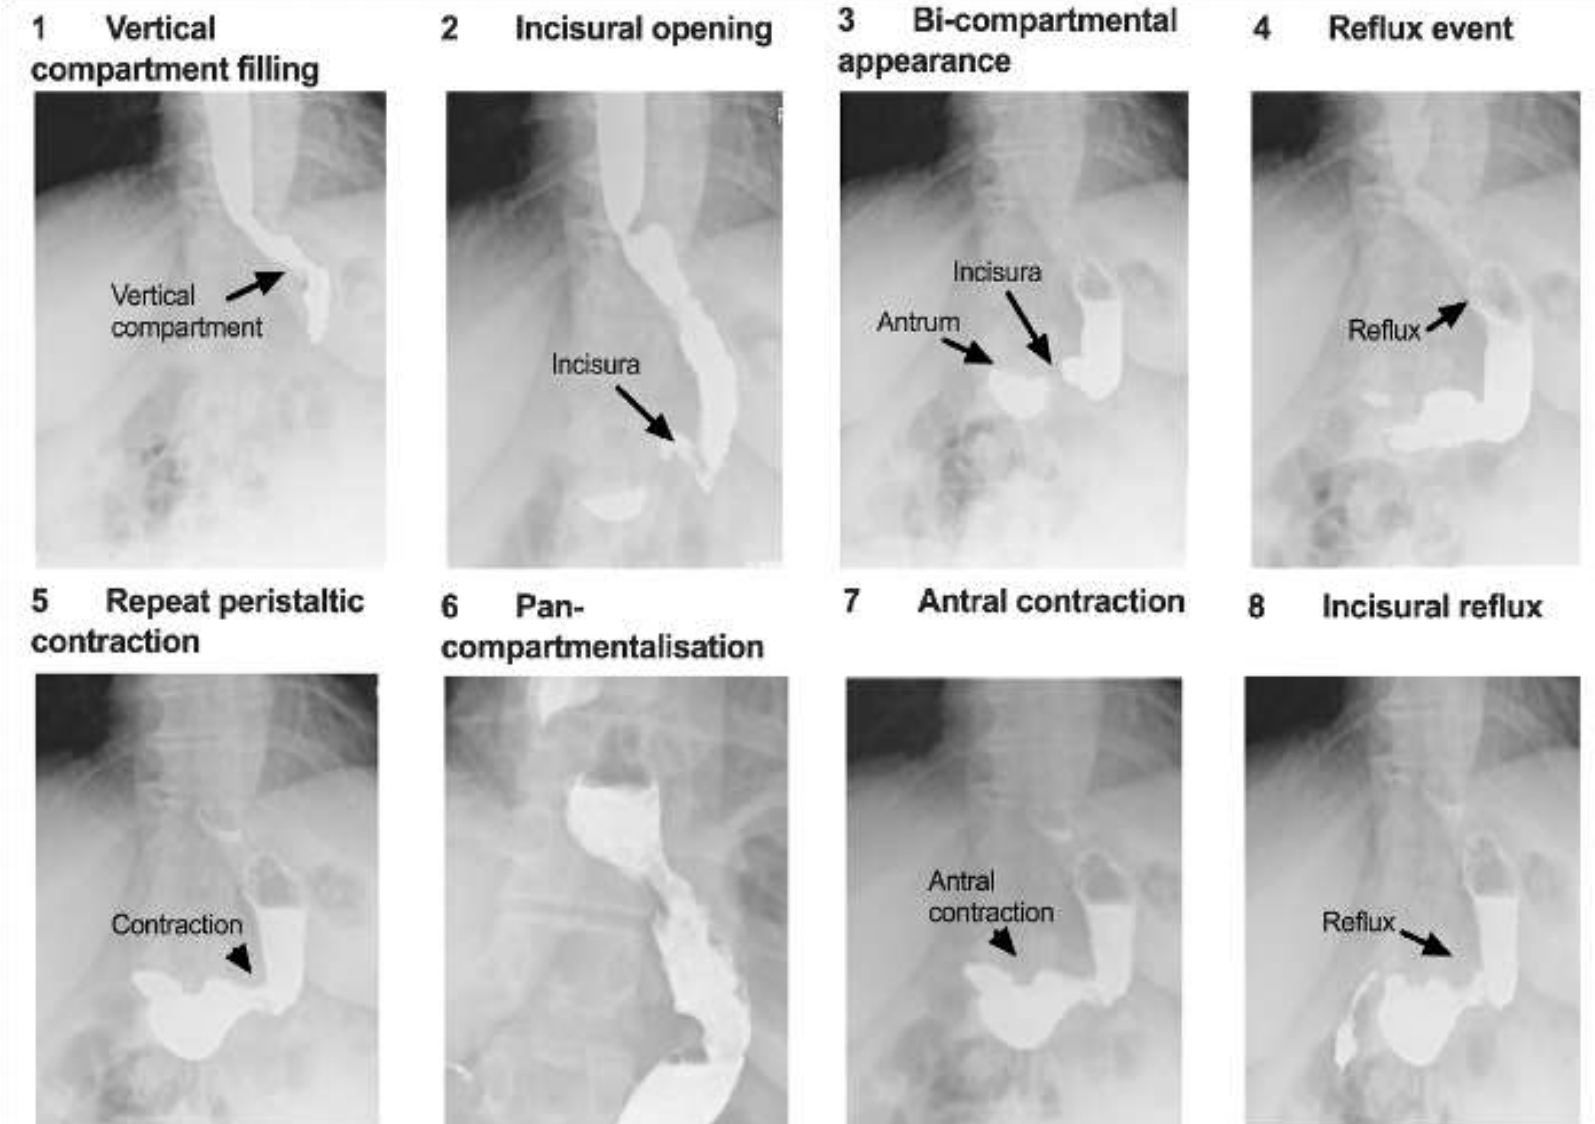 1 Vertical
compartment filling
2 Incisural opening
3 Bi-compartmental
appearance
4 Reflux event
Vertical
compartment
Incisura
Incisura
Antrum
Reflux
5 Repeat peristaltic
contraction
6 Pan-
compartmentalisation
7 Antral contraction
8 Incisural reflux
Contraction
Antral
contraction
Reflux